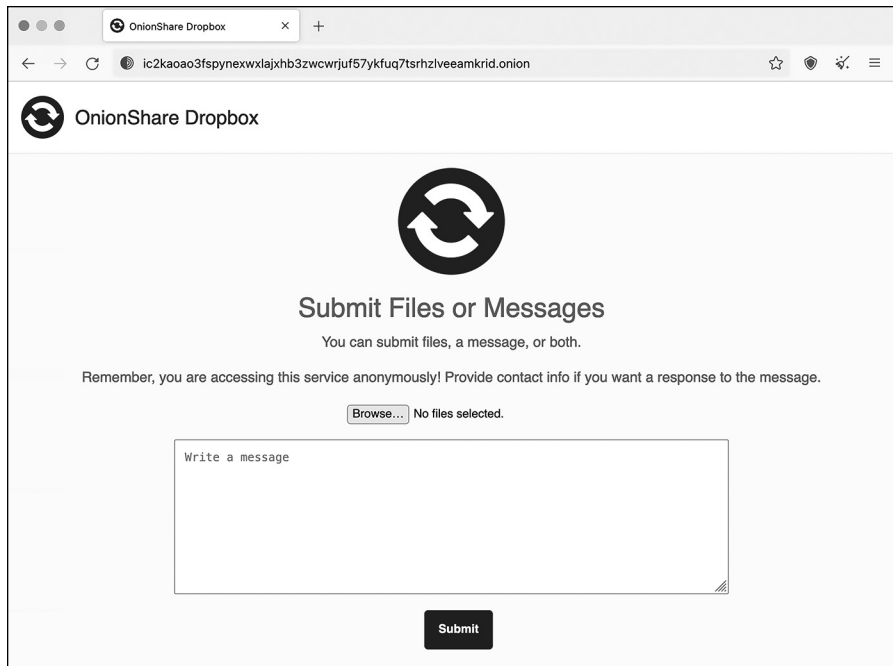 OnionShare Dropbox
ic2kaoao3fspynexwxlajxhb3zwcwrjuf57ykfuq7tsrhzlveeamkrid.onion
OnionShare Dropbox
Submit Files or Messages
You can submit files, a message, or both.
Remember, you are accessing this service anonymously! Provide contact info if you want a response to the message.
Browse... No files selected.
Write a message
Submit